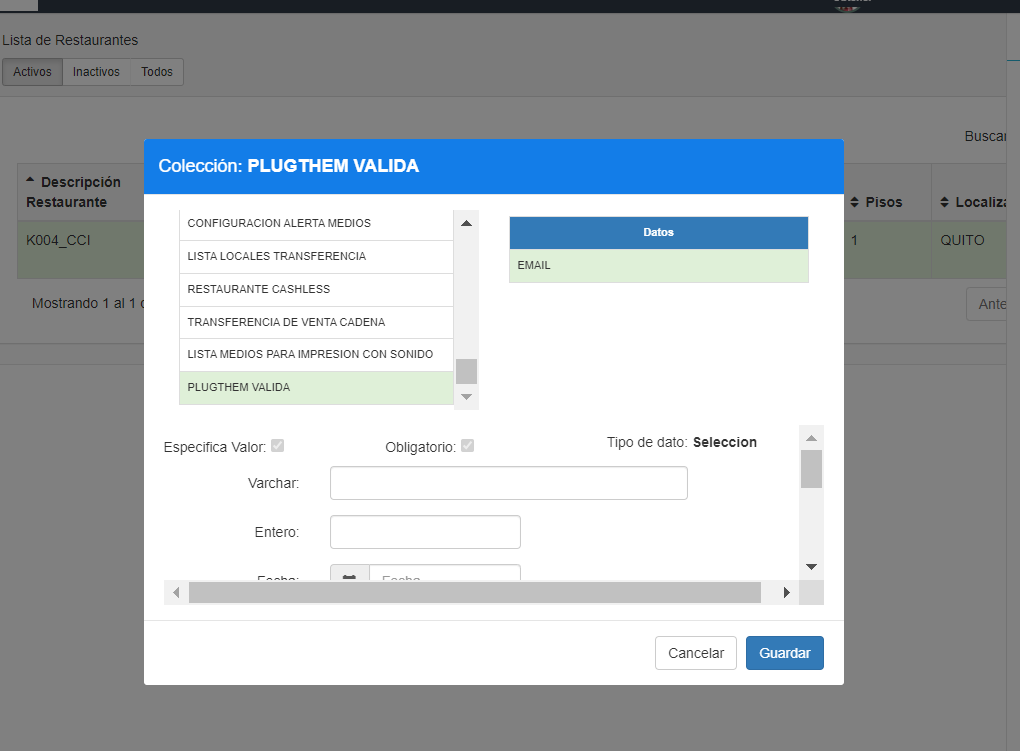 Lista de Restaurantes
Activos Inactivos Todos
Buscar
Descripción
Restaurante
Pisos
Localiza
K004_CCI
1
QUITO
Mostrando 1 al 1
Ante
Colección: PLUGTHEM VALIDA
CONFIGURACION ALERTA MEDIOS
LISTA LOCALES TRANSFERENCIA
RESTAURANTE CASHLESS
TRANSFERENCIA DE VENTA CADENA
LISTA MEDIOS PARA IMPRESION CON SONIDO
PLUGTHEM VALIDA
Datos
EMAIL
Especifica Valor:
Obligatorio:
Tipo de dato: Seleccion
Varchar:
Entero:
Fecha:
Fecha
Cancelar
Guardar